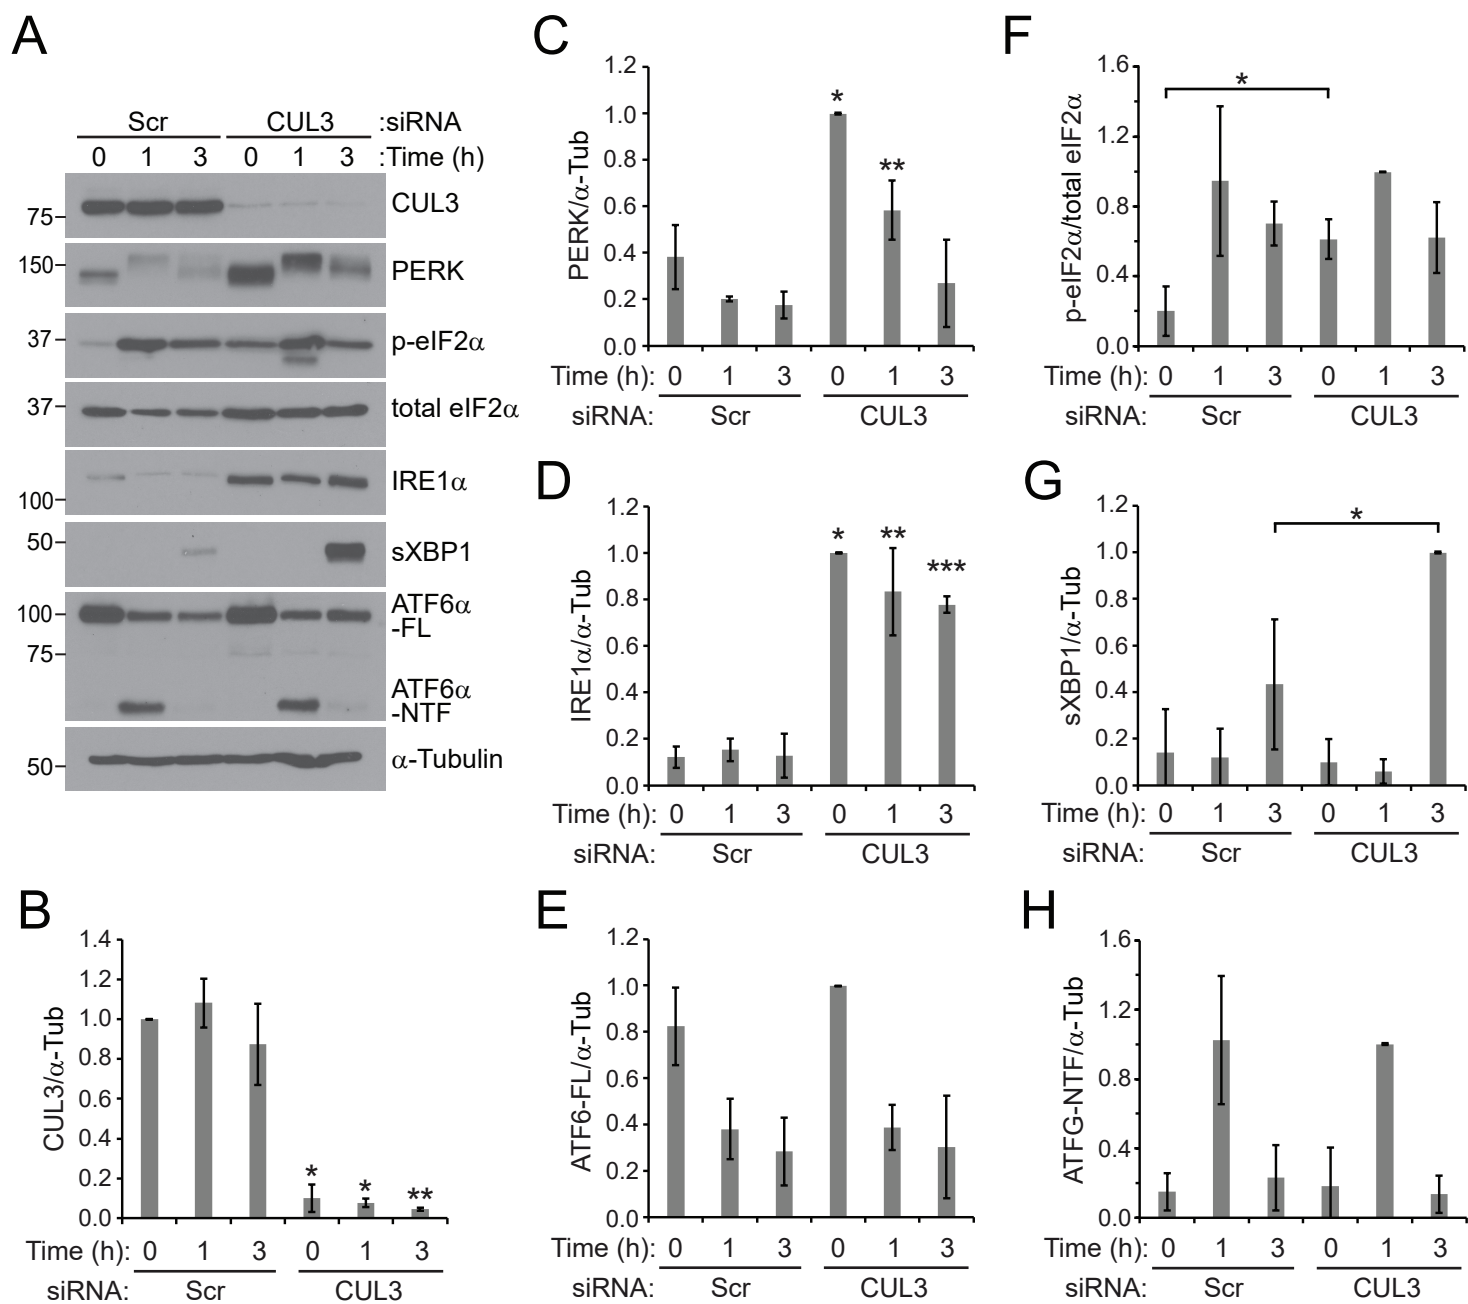 A
Scr CUL3 :siRNA
0 1 3 0 1 3 :Time (h)
75 CUL3
150 PERK
37 p-eIF2α
37 total eIF2α
100 IRE1α
50 sXBP1
100 ATF6α
-FL
75
ATF6α
-NTF
50 α-Tubulin
B
CUL3/α-Tub
1.4
1.2
1.0
0.8
0.6
0.4
0.2
0.0
* * **
Time (h): 0 1 3 0 1 3
siRNA: Scr CUL3
C
PERK/α-Tub
1.2
1.0
0.8
0.6
0.4
0.2
0.0
* **
Time (h): 0 1 3 0 1 3
siRNA: Scr CUL3
D
IRE1α/α-Tub
1.2
1.0
0.8
0.6
0.4
0.2
0.0
* ** ***
Time (h): 0 1 3 0 1 3
siRNA: Scr CUL3
E
ATF6-FL/α-Tub
1.2
1.0
0.8
0.6
0.4
0.2
0.0
Time (h): 0 1 3 0 1 3
siRNA: Scr CUL3
F
p-eIF2α/total eIF2α
1.6
1.2
0.8
0.4
0.0
*
Time (h): 0 1 3 0 1 3
siRNA: Scr CUL3
G
sXBP1/α-Tub
1.2
1.0
0.8
0.6
0.4
0.2
0.0
*
Time (h): 0 1 3 0 1 3
siRNA: Scr CUL3
H
ATFG-NTF/α-Tub
1.6
1.2
0.8
0.4
0.0
Time (h): 0 1 3 0 1 3
siRNA: Scr CUL3